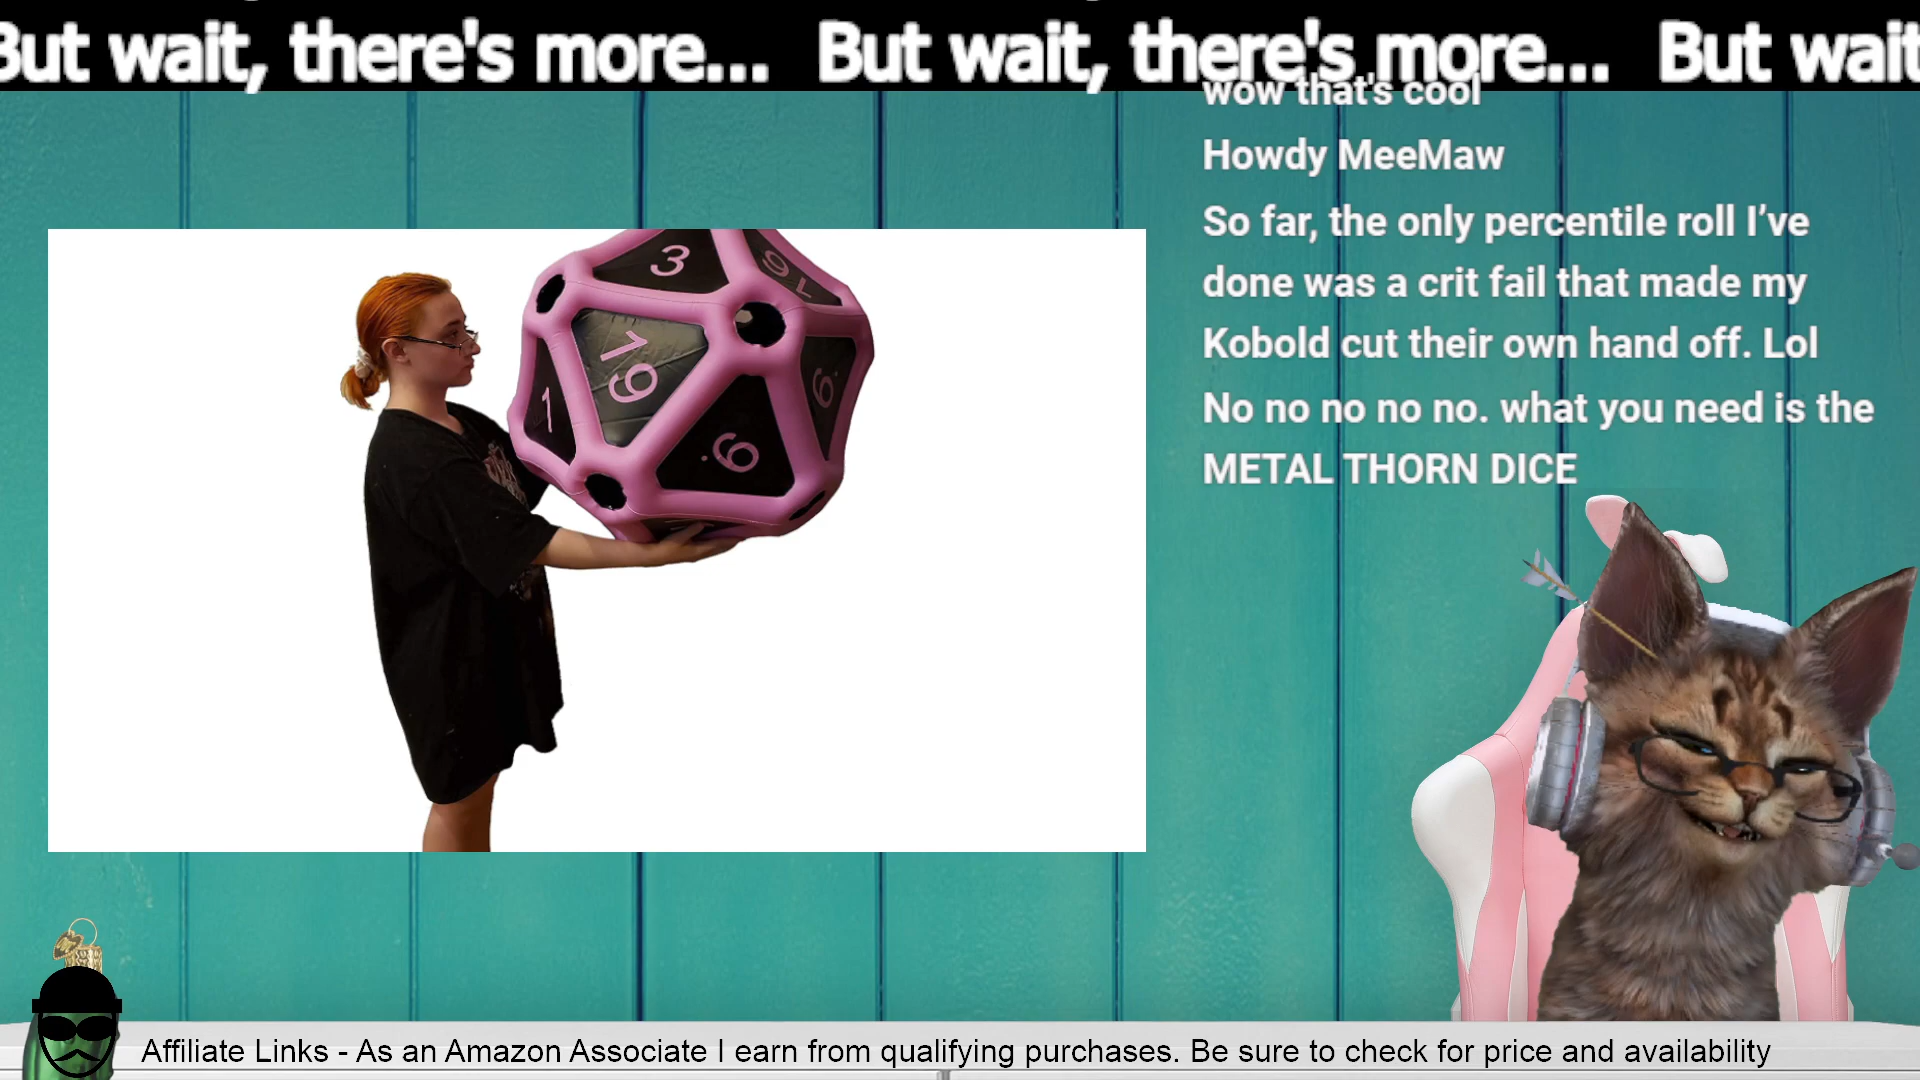 But wait, there's more... But wait, there's more... But wait
wow that's cool
Howdy MeeMaw
So far, the only percentile roll I’ve
done was a crit fail that made my
Kobold cut their own hand off. Lol
No no no no no. what you need is the
METAL THORN DICE
3
19
1
9.
6.
Affiliate Links - As an Amazon Associate I earn from qualifying purchases. Be sure to check for price and availability